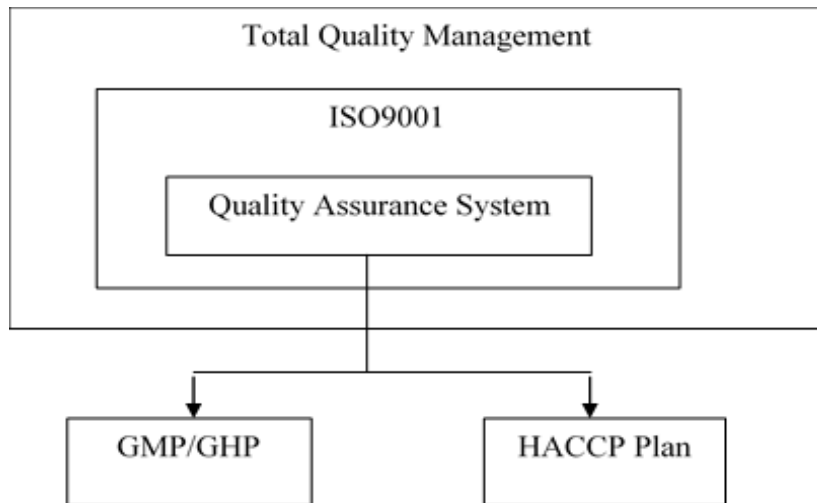 Total Quality Management
ISO9001
Quality Assurance System
GMP/GHP
HACCP Plan